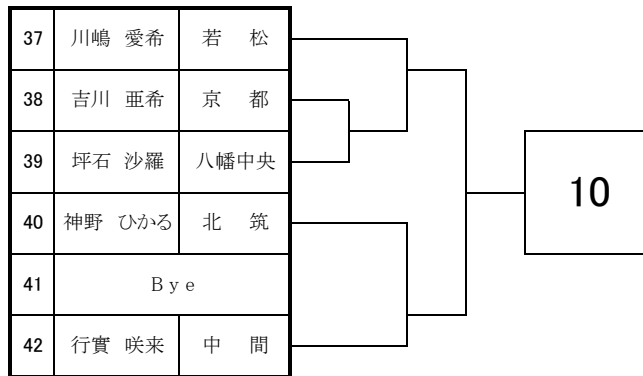 37 川嶋 愛希 若 松
38 吉川 亜希 京 都
39 坪石 沙羅 八幡中央
40 神野 ひかる 北 筑
41 Bye
42 行實 咲来 中 間
10